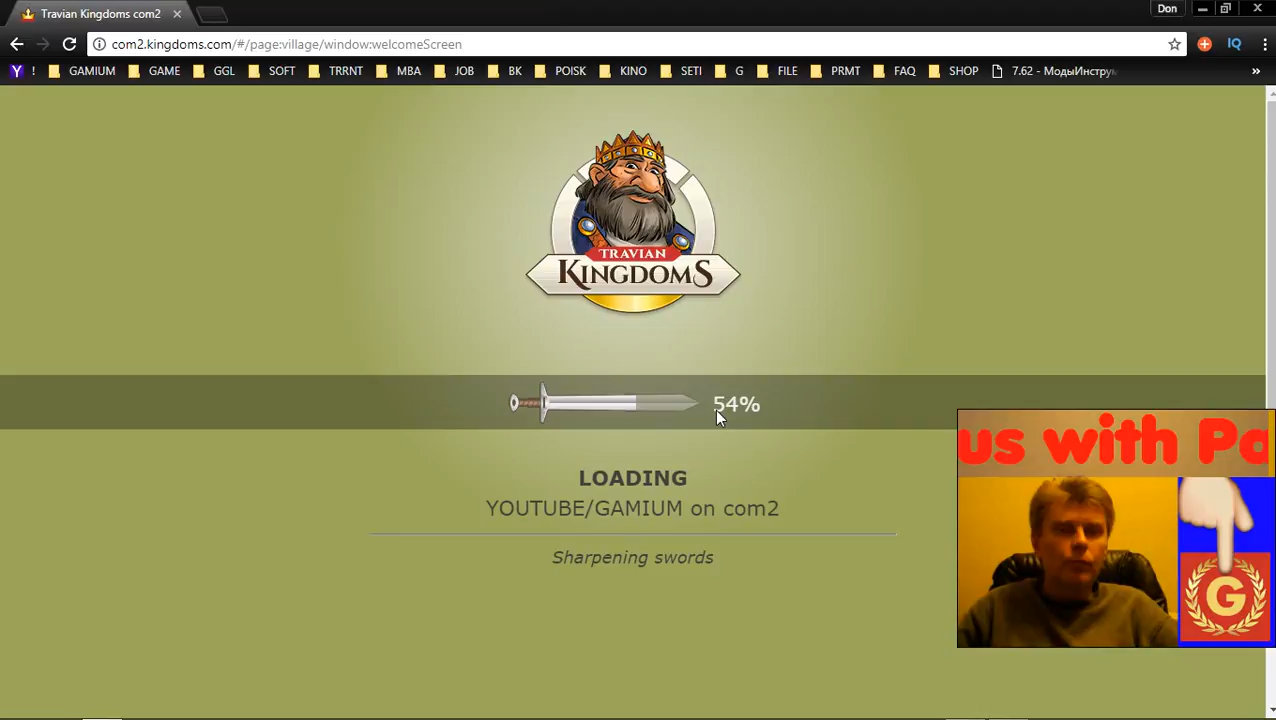 Travian Kingdoms com2
Don
com2.kingdoms.com/#/page:village/window:welcomeScreen
IQ
Y ! GAMIUM GAME GGL SOFT TRRNT MBA JOB BK POISK KINO SETI G FILE PRMT FAQ SHOP 7.62 - МодыИнструм »
TRAVIAN
KINGDOMS
54%
us with Pa
LOADING
YOUTUBE/GAMIUM on com2
Sharpening swords
G